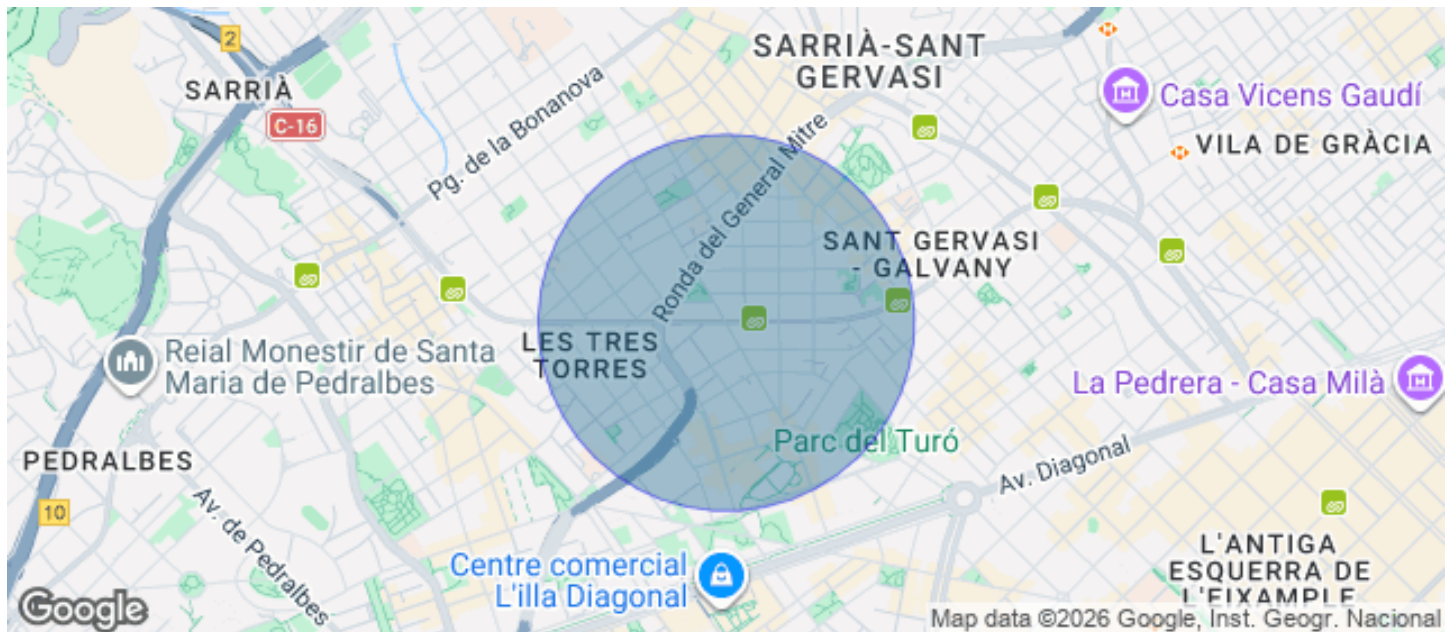 SARRIÀ-SANT
GERVASI
2
SARRIÀ
C-16
Pg. de la Bonanova
Ronda del General Mitre
Casa Vicens Gaudí
VILA DE GRÀCIA
SANT GERVASI
- GALVANY
LES TRES
TORRES
Reial Monestir de Santa
Maria de Pedralbes
La Pedrera - Casa Milà
Parc del Turó
PEDRALBES
Av. Diagonal
10
Av. de Pedralbes
Centre comercial
L'illa Diagonal
L'ANTIGA
ESQUERRA DE
L'EIXAMPLE
Google
Map data ©2026 Google, Inst. Geogr. Nacional